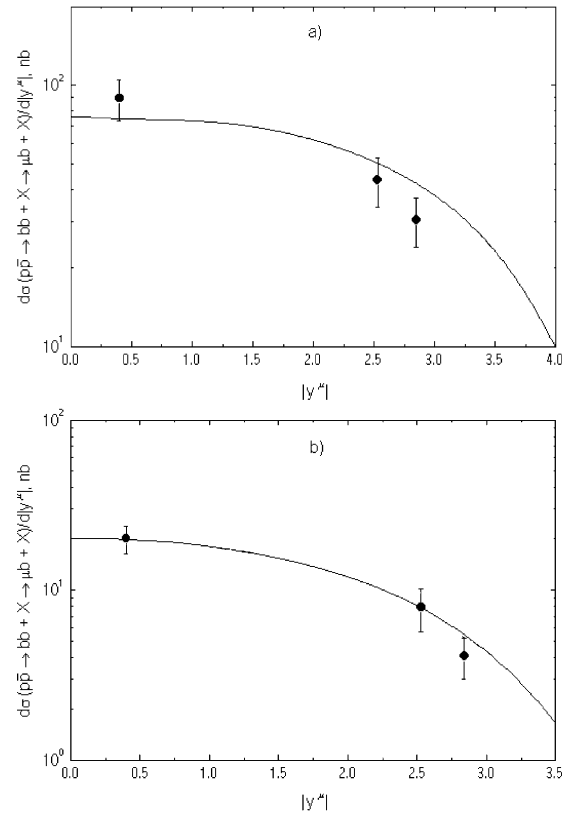 a)
dσ(pp̄ → bb + X → μb + X)/d|y^μ|, nb
10²
10¹
0.0 0.5 1.0 1.5 2.0 2.5 3.0 3.5 4.0
|y^μ|
b)
dσ(pp̄ → bb + X → μb + X)/d|y^μ|, nb
10²
10¹
10⁰
0.0 0.5 1.0 1.5 2.0 2.5 3.0 3.5
|y^μ|